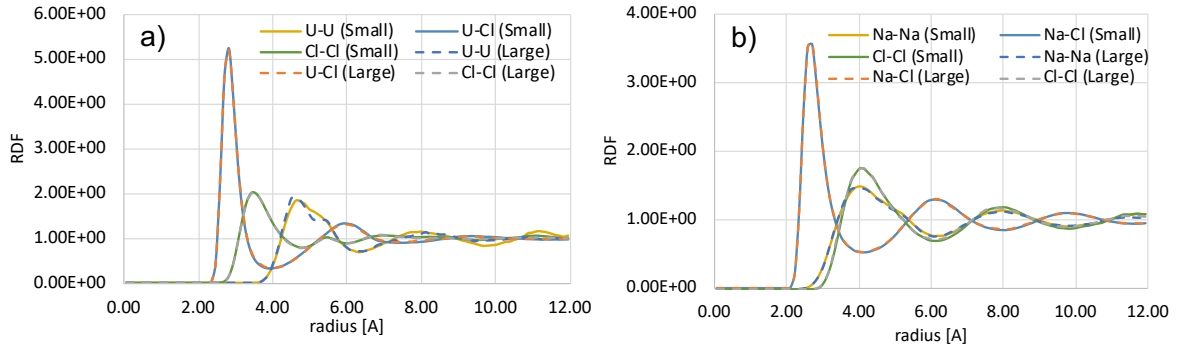 a)
U-U (Small) U-Cl (Small)
Cl-Cl (Small) U-U (Large)
U-Cl (Large) Cl-Cl (Large)
6.00E+00
5.00E+00
4.00E+00
3.00E+00
2.00E+00
1.00E+00
0.00E+00
RDF
0.00 2.00 4.00 6.00 8.00 10.00 12.00
radius [A]
b)
Na-Na (Small) Na-Cl (Small)
Cl-Cl (Small) Na-Na (Large)
Na-Cl (Large) Cl-Cl (Large)
4.00E+00
3.00E+00
2.00E+00
1.00E+00
0.00E+00
RDF
0.00 2.00 4.00 6.00 8.00 10.00 12.00
radius [A]